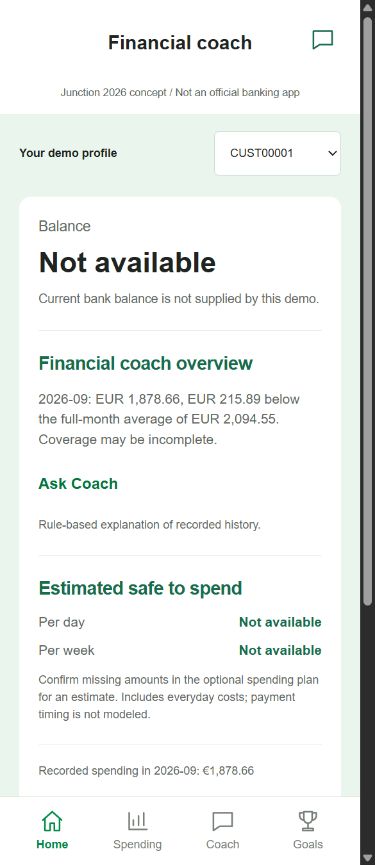 Financial coach
Junction 2026 concept / Not an official banking app
Your demo profile
CUST00001
Balance
Not available
Current bank balance is not supplied by this demo.
Financial coach overview
2026-09: EUR 1,878.66, EUR 215.89 below
the full-month average of EUR 2,094.55.
Coverage may be incomplete.
Ask Coach
Rule-based explanation of recorded history.
Estimated safe to spend
Per day Not available
Per week Not available
Confirm missing amounts in the optional spending plan
for an estimate. Includes everyday costs; payment
timing is not modeled.
Recorded spending in 2026-09: €1,878.66
Home Spending Coach Goals